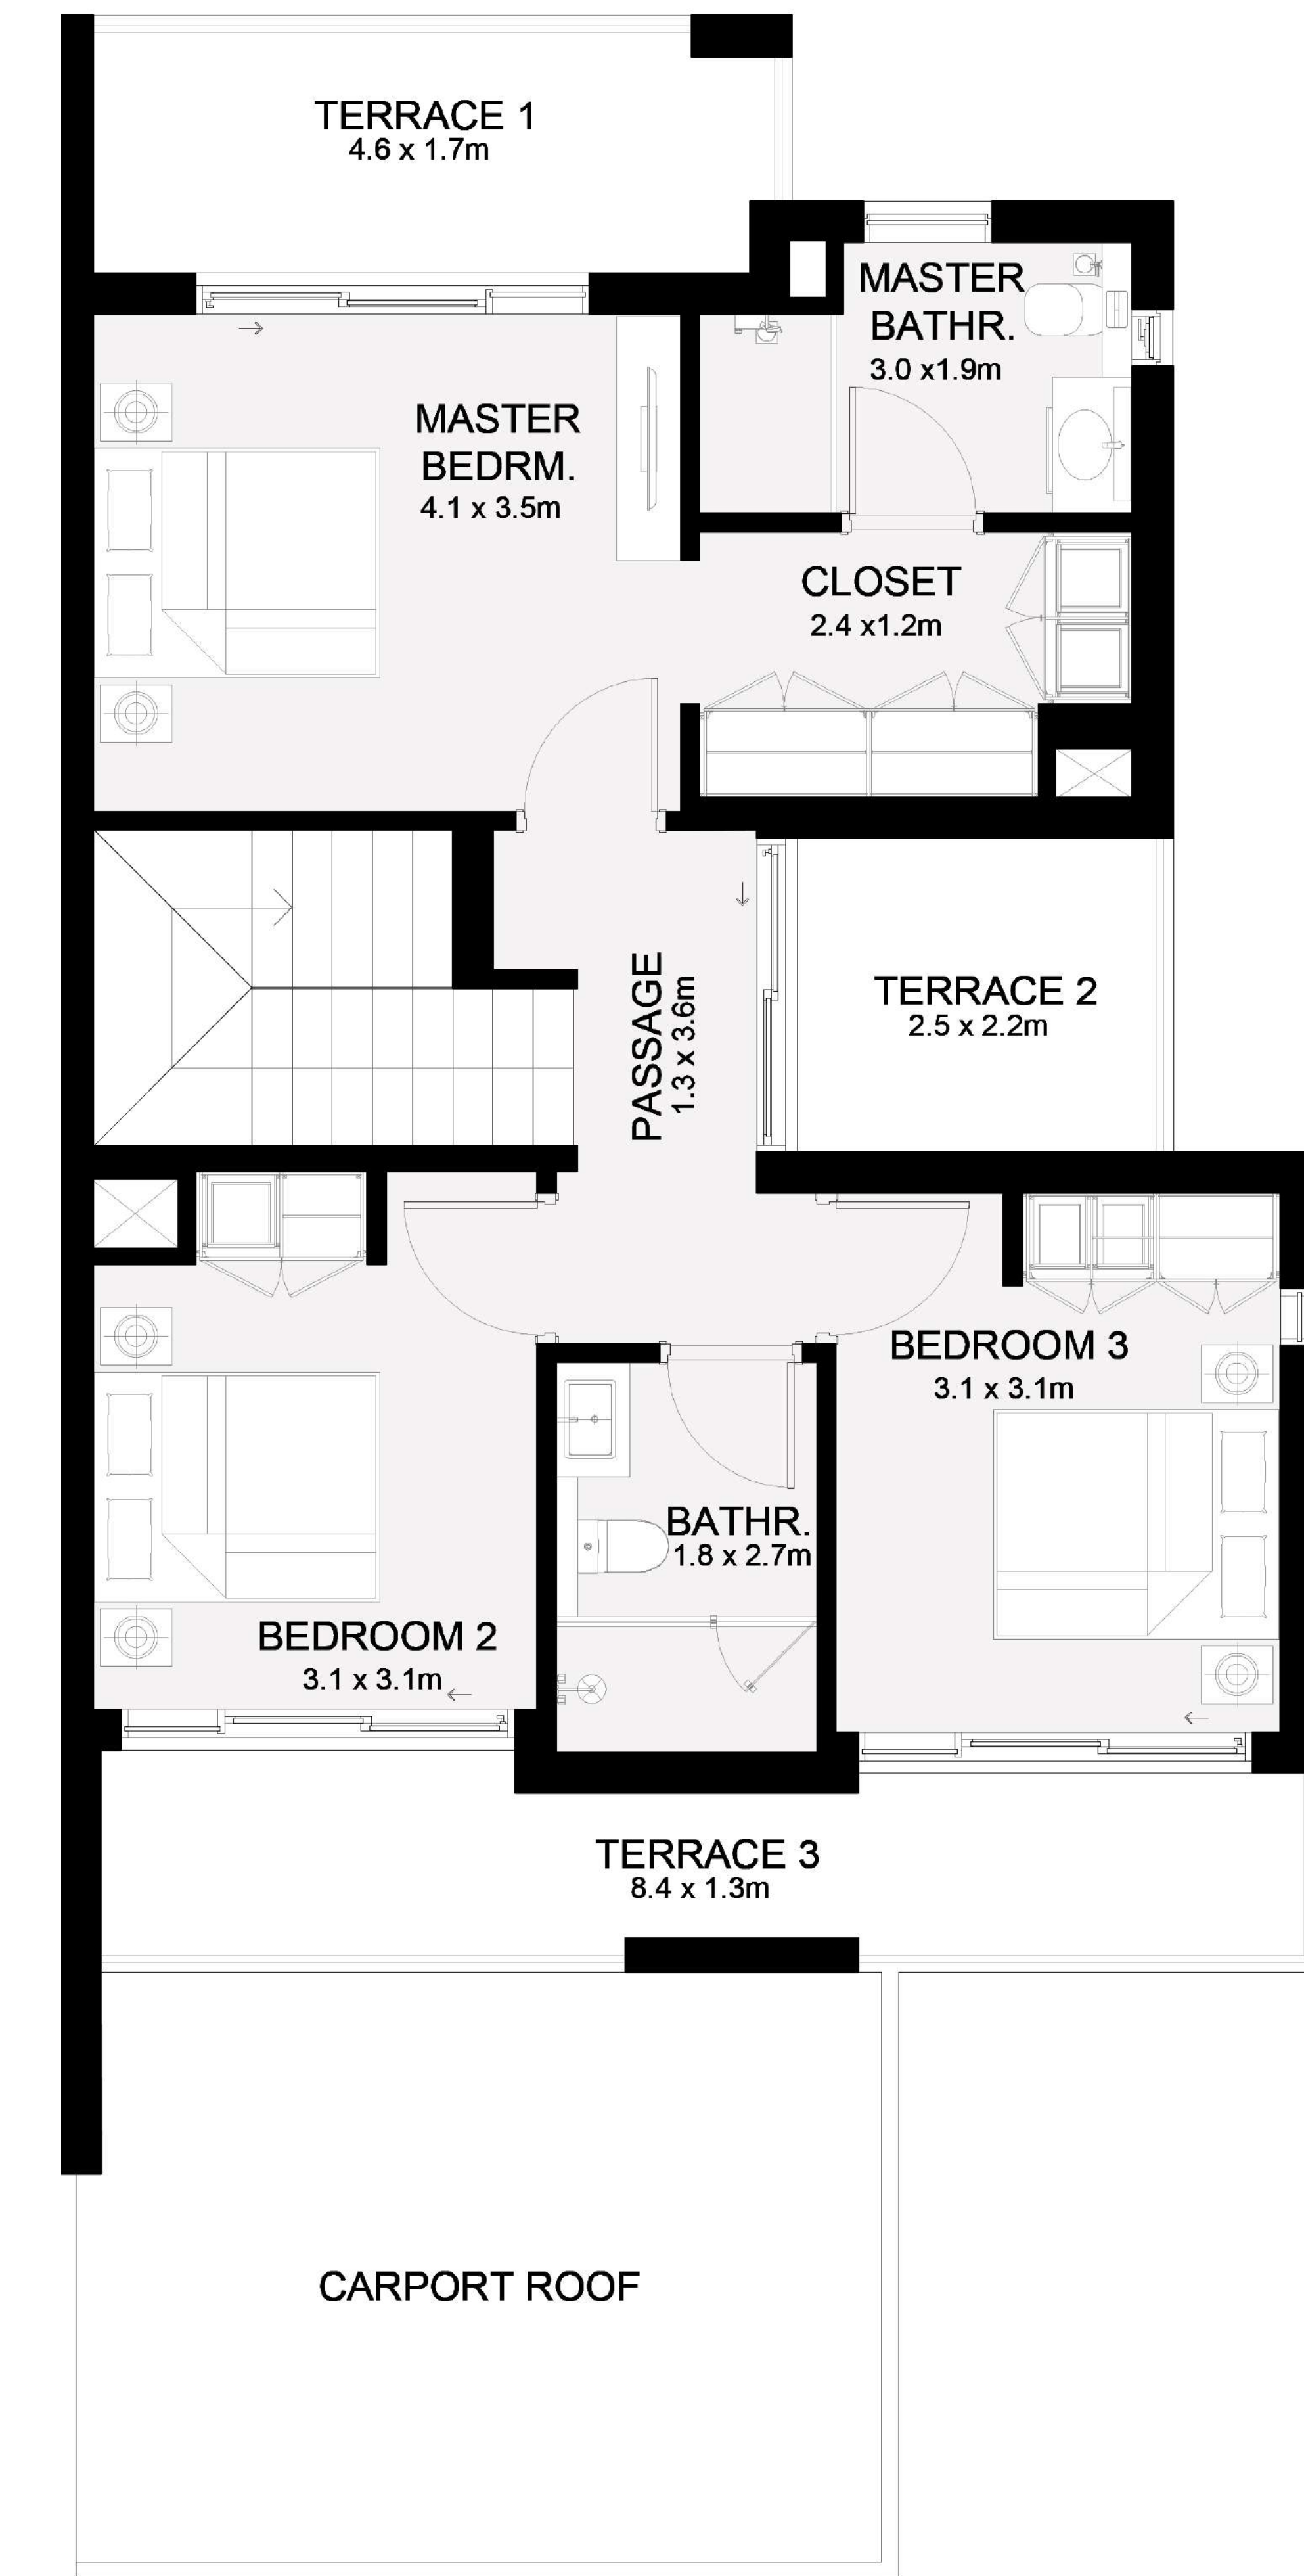 TERRACE 1
4.6 x 1.7m
MASTER
BATHR.
3.0 x1.9m
MASTER
BEDRM.
4.1 x 3.5m
CLOSET
2.4 x1.2m
PASSAGE
1.3 x 3.6m
TERRACE 2
2.5 x 2.2m
BEDROOM 3
3.1 x 3.1m
BATHR.
1.8 x 2.7m
BEDROOM 2
3.1 x 3.1m
TERRACE 3
8.4 x 1.3m
CARPORT ROOF